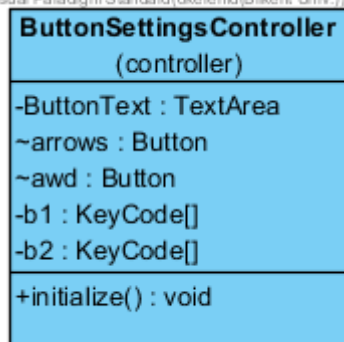 ButtonSettingsController
(controller)
-ButtonText : TextArea
~arrows : Button
~awd : Button
-b1 : KeyCode[]
-b2 : KeyCode[]
+initialize() : void